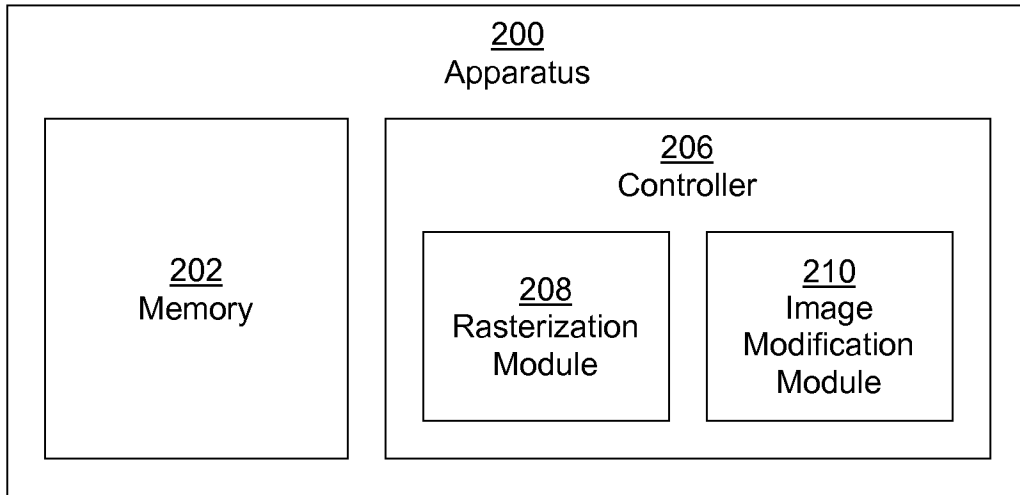 200
Apparatus
202
Memory
206
Controller
208
Rasterization
Module
210
Image
Modification
Module